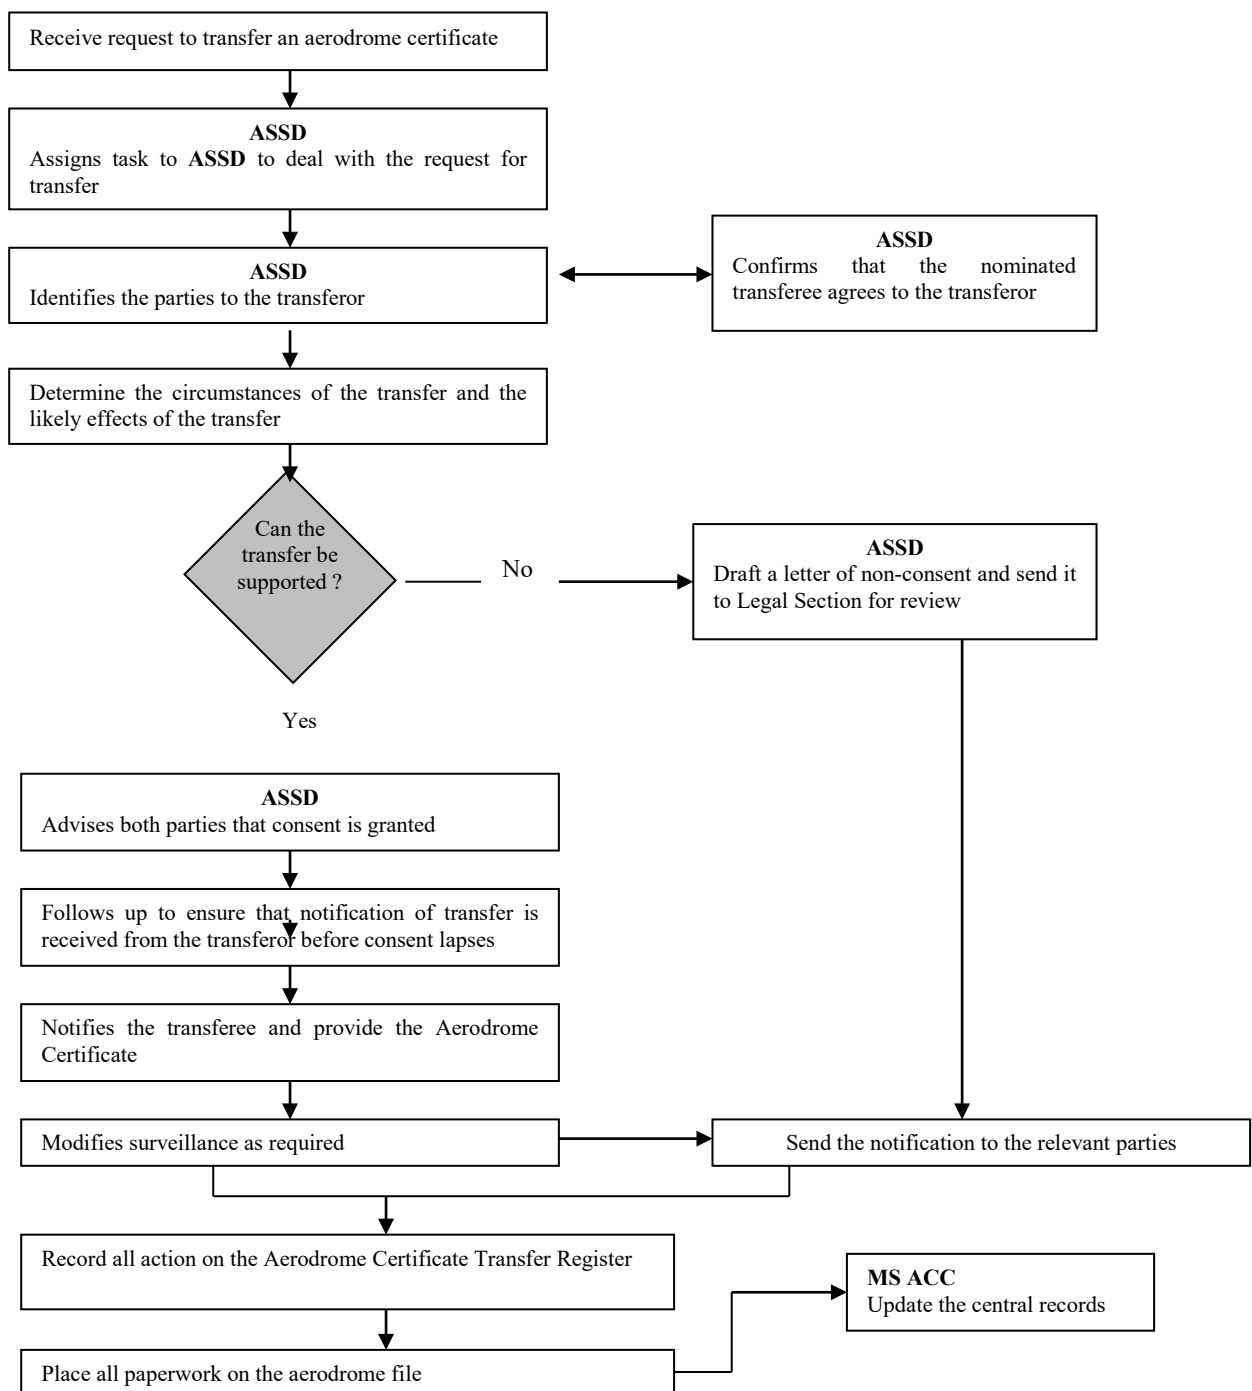 Receive request to transfer an aerodrome certificate
ASSD
Assigns task to ASSD to deal with the request for
transfer
ASSD
Identifies the parties to the transferor
ASSD
Confirms that the nominated
transferee agrees to the transferor
Determine the circumstances of the transfer and the
likely effects of the transfer
Can the
transfer be
supported ?
No
ASSD
Draft a letter of non-consent and send it
to Legal Section for review
Yes
ASSD
Advises both parties that consent is granted
Follows up to ensure that notification of transfer is
received from the transferor before consent lapses
Notifies the transferee and provide the Aerodrome
Certificate
Modifies surveillance as required
Send the notification to the relevant parties
Record all action on the Aerodrome Certificate Transfer Register
MS ACC
Update the central records
Place all paperwork on the aerodrome file